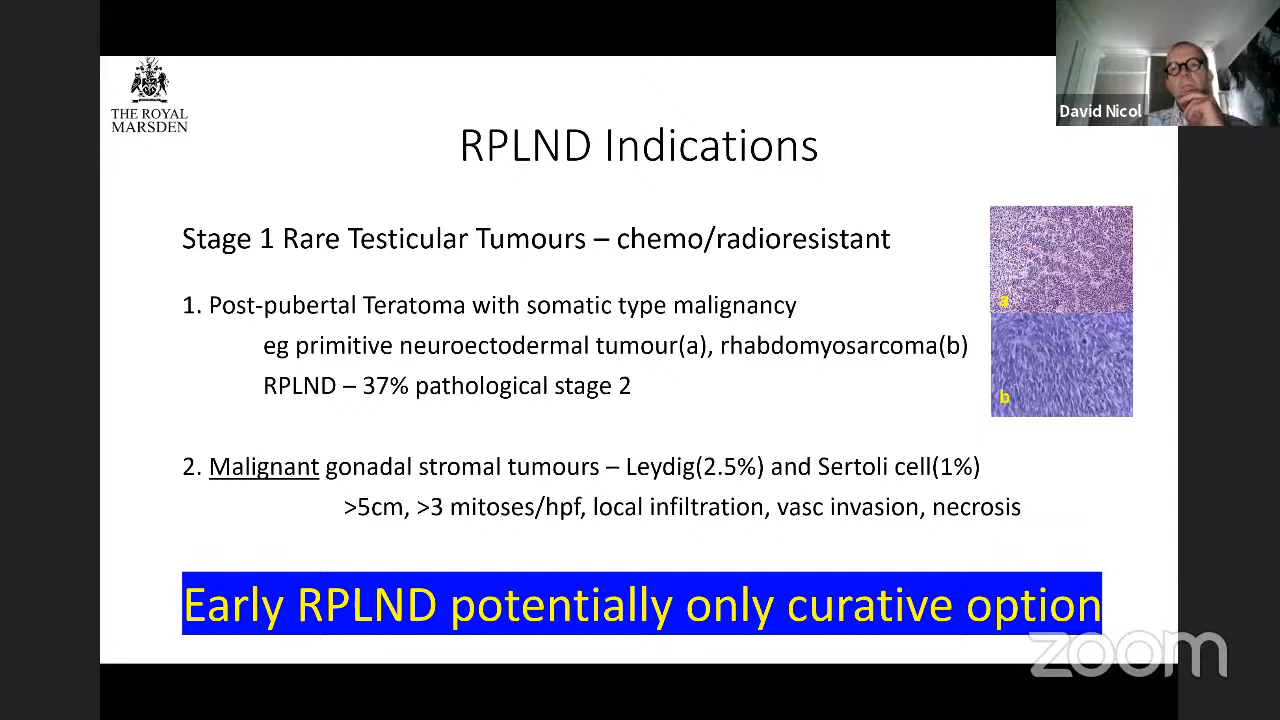 THE ROYAL
MARSDEN
David Nicol
RPLND Indications
Stage 1 Rare Testicular Tumours – chemo/radioresistant
1. Post-pubertal Teratoma with somatic type malignancy
eg primitive neuroectodermal tumour(a), rhabdomyosarcoma(b)
RPLND – 37% pathological stage 2
a
b
2. Malignant gonadal stromal tumours – Leydig(2.5%) and Sertoli cell(1%)
>5cm, >3 mitoses/hpf, local infiltration, vasc invasion, necrosis
Early RPLND potentially only curative option
zoom